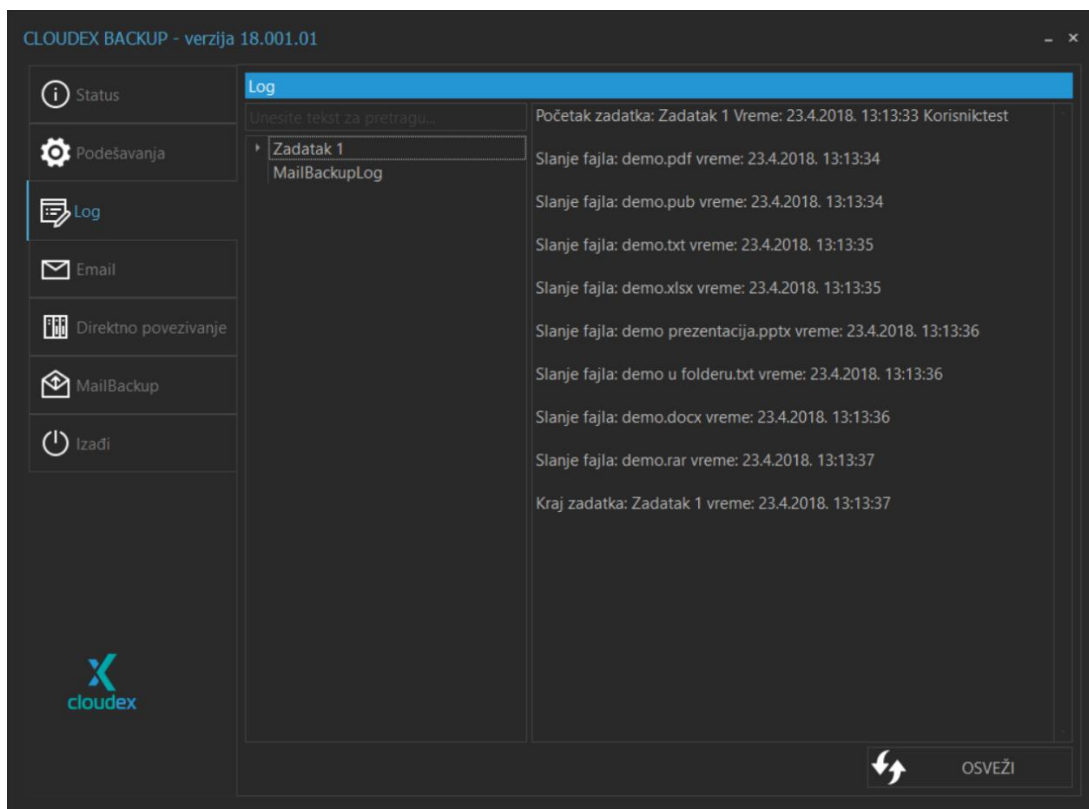 CLOUDEX BACKUP - verzija 18.001.01
Status
Podešavanja
Log
Email
Direktno povezivanje
MailBackup
Izađi
cloudex
Log
Unesite tekst za pretragu...
Zadatak 1
MailBackupLog
Početak zadatka: Zadatak 1 Vreme: 23.4.2018. 13:13:33 Korisniktest
Slanje fajla: demo.pdf vreme: 23.4.2018. 13:13:34
Slanje fajla: demo.pub vreme: 23.4.2018. 13:13:34
Slanje fajla: demo.txt vreme: 23.4.2018. 13:13:35
Slanje fajla: demo.xlsx vreme: 23.4.2018. 13:13:35
Slanje fajla: demo prezentacija.pptx vreme: 23.4.2018. 13:13:36
Slanje fajla: demo u folderu.txt vreme: 23.4.2018. 13:13:36
Slanje fajla: demo.docx vreme: 23.4.2018. 13:13:36
Slanje fajla: demo.rar vreme: 23.4.2018. 13:13:37
Kraj zadatka: Zadatak 1 vreme: 23.4.2018. 13:13:37
OSVEŽI